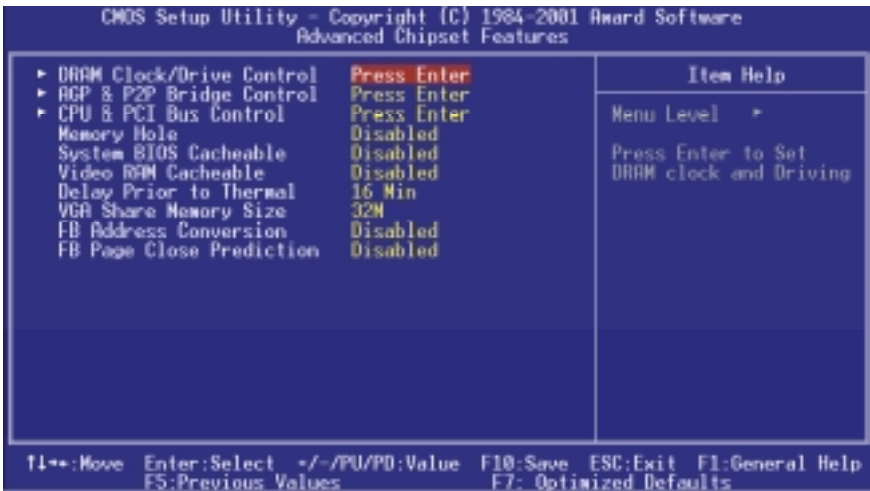 CMOS Setup Utility - Copyright (C) 1984-2001 Award Software
Advanced Chipset Features
► DRAM Clock/Drive Control Press Enter
► AGP & P2P Bridge Control Press Enter
► CPU & PCI Bus Control Press Enter
Memory Hole Disabled
System BIOS Cacheable Disabled
Video RAM Cacheable Disabled
Delay Prior to Thermal 16 Min
VGA Share Memory Size 32M
FB Address Conversion Disabled
FB Page Close Prediction Disabled
Item Help
Menu Level ►
Press Enter to Set
DRAM clock and Driving
↑↓→←:Move Enter:Select +/-/PU/PD:Value F10:Save ESC:Exit F1:General Help
F5:Previous Values F7: Optimized Defaults